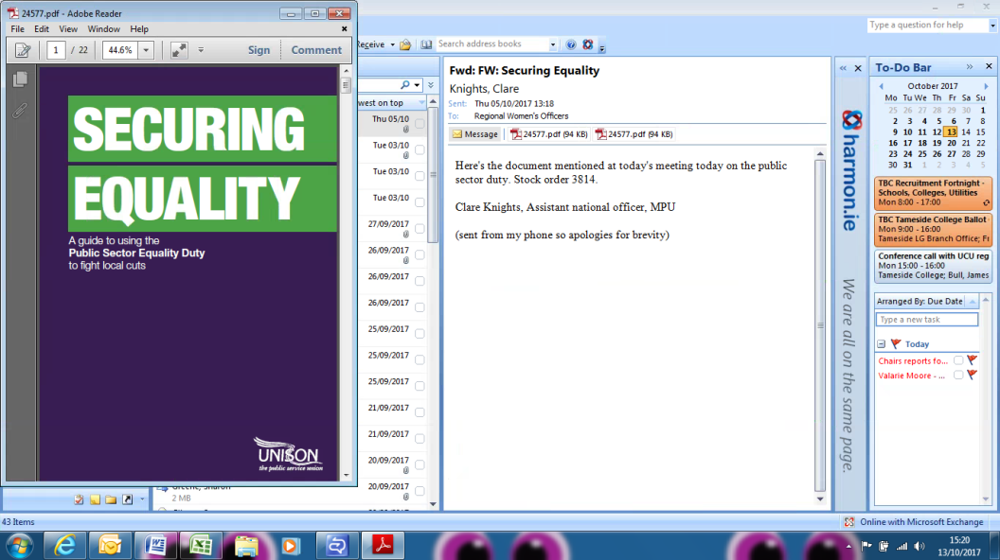 24577.pdf - Adobe Reader
File Edit View Window Help
1 / 22 44.6% Sign Comment
SECURING
EQUALITY
A guide to using the
Public Sector Equality Duty
to fight local cuts
UNISON
the public service union
Type a question for help
Search address books
Thu 05/10
Tue 03/10
Tue 03/10
Tue 03/10
27/09/2017
26/09/2017
26/09/2017
26/09/2017
25/09/2017
25/09/2017
25/09/2017
21/09/2017
21/09/2017
20/09/2017
20/09/2017
2 MB
Fwd: FW: Securing Equality
Knights, Clare
Sent: Thu 05/10/2017 13:18
To: Regional Women's Officers
Message 24577.pdf (94 KB) 24577.pdf (94 KB)
Here's the document mentioned at today's meeting today on the public
sector duty. Stock order 3814.
Clare Knights, Assistant national officer, MPU
(sent from my phone so apologies for brevity)
harmon.ie
We are all on the same page.
To-Do Bar
October 2017
Mo Tu We Th Fr Sa Su
25 26 27 28 29 30 1
2 3 4 5 6 7 8
9 10 11 12 13 14 15
16 17 18 19 20 21 22
23 24 25 26 27 28 29
30 31 1 2 3 4 5
TBC Recruitment Fortnight -
Schools, Colleges, Utilities
Mon 8:00 - 17:00
TBC Tameside College Ballot
Mon 9:00 - 16:00
Tameside LG Branch Office;
Conference call with UCU reg
Mon 15:00 - 16:00
Tameside College; Bull, James
Arranged By: Due Date
Type a new task
Today
Chairs reports fo...
Valarie Moore - ...
43 Items
Online with Microsoft Exchange
15:20
13/10/2017